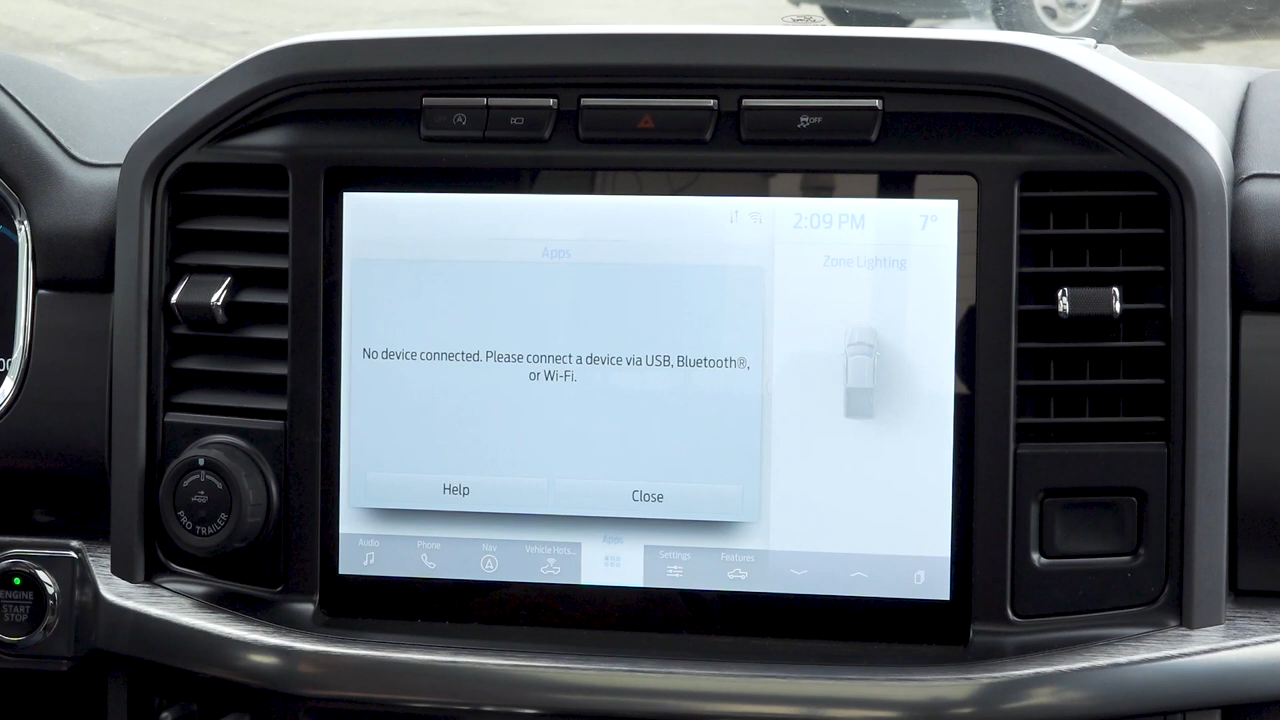 OFF
2:09 PM
7°
Apps
Zone Lighting
No device connected. Please connect a device via USB, Bluetooth®,
or Wi-Fi.
Help
Close
Audio
Phone
Nav
Vehicle Hots...
Apps
Settings
Features
PRO TRAILER
ENGINE
START
STOP